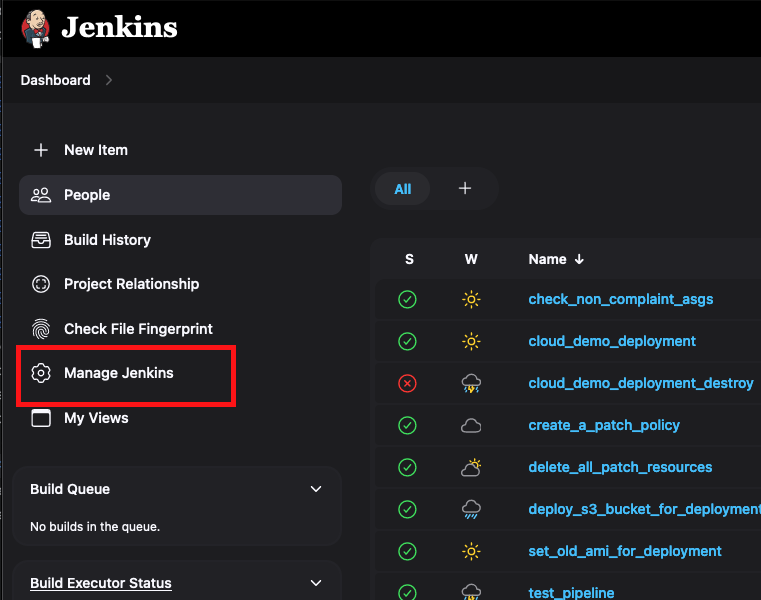 Jenkins
Dashboard
New Item
People
Build History
Project Relationship
Check File Fingerprint
Manage Jenkins
My Views
Build Queue
No builds in the queue.
Build Executor Status
All +
S W Name ↓
check_non_complaint_asgs
cloud_demo_deployment
cloud_demo_deployment_destroy
create_a_patch_policy
delete_all_patch_resources
deploy_s3_bucket_for_deployment
set_old_ami_for_deployment
test_pipeline